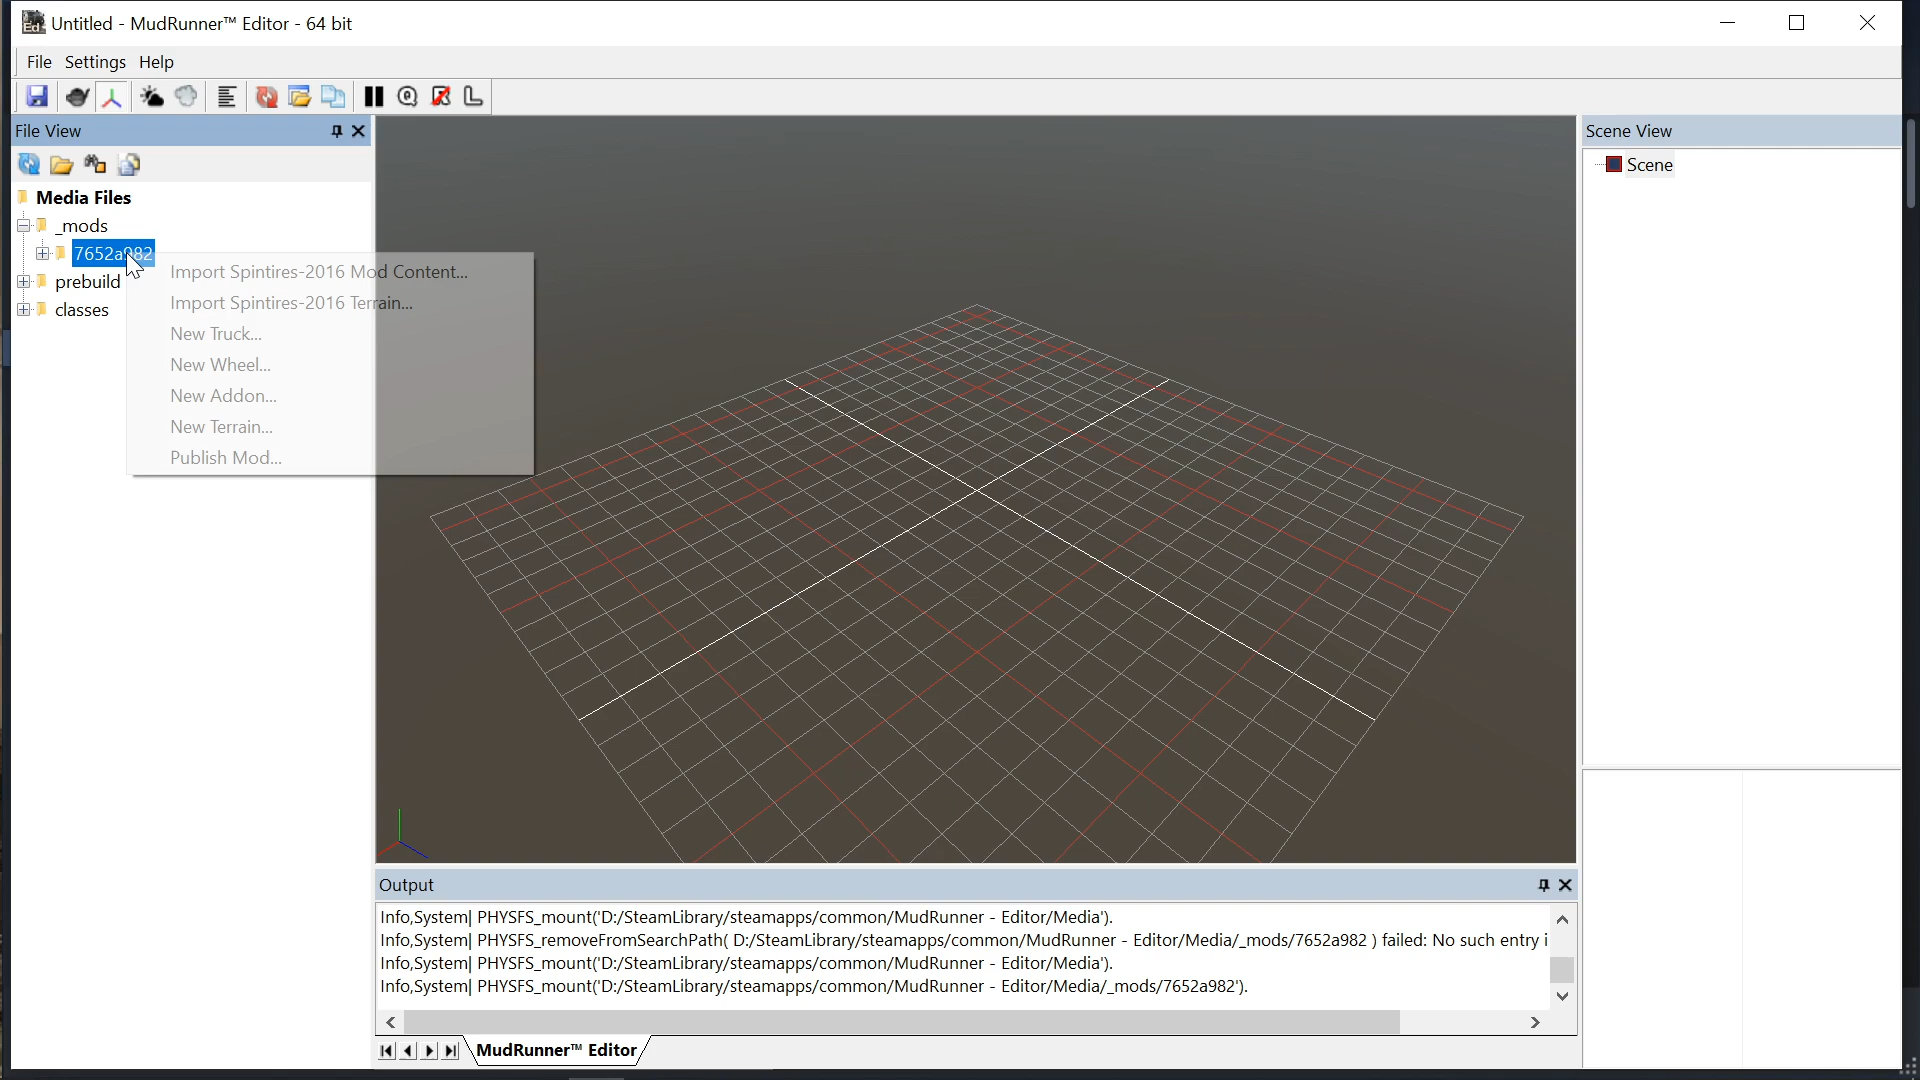 Untitled - MudRunner™ Editor - 64 bit
File Settings Help
File View
Media Files
_mods
7652a982
prebuild
classes
Import Spintires-2016 Mod Content...
Import Spintires-2016 Terrain...
New Truck...
New Wheel...
New Addon...
New Terrain...
Publish Mod...
Scene View
Scene
Output
Info,System| PHYSFS_mount('D:/SteamLibrary/steamapps/common/MudRunner - Editor/Media').
Info,System| PHYSFS_removeFromSearchPath( D:/SteamLibrary/steamapps/common/MudRunner - Editor/Media/_mods/7652a982 ) failed: No such entry i
Info,System| PHYSFS_mount('D:/SteamLibrary/steamapps/common/MudRunner - Editor/Media').
Info,System| PHYSFS_mount('D:/SteamLibrary/steamapps/common/MudRunner - Editor/Media/_mods/7652a982').
MudRunner™ Editor